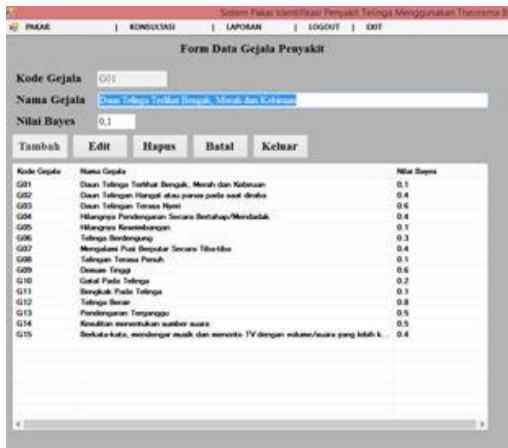 Sistem Pakar Identifikasi Penyakit Telinga Menggunakan Theorema B
PAKAR | KONSULTASI | LAPORAN | LOGOUT | EXIT
Form Data Gejala Penyakit
Kode Gejala G01
Nama Gejala Daun Telinga Terlihat Bengak, Merah dan Kebiruan
Nilai Bayes 0,1
Tambah Edit Hapus Batal Keluar
Kode Gejala Nama Gejala Nilai Bayes
G01 Daun Telinga Terlihat Bengak, Merah dan Kebiruan 0,1
G02 Daun Telingan Hangat atau panas pada saat diraba 0.4
G03 Daun Telingan Terasa Nyeri 0.6
G04 Hilangnya Pendengaran Secara Bertahap/Mendadak 0.4
G05 Hilangnya Keseimbangan 0.1
G06 Telinga Berdengung 0.3
G07 Mengalami Pusi Berputar Secara Tiba-tiba 0.4
G08 Telingan Terasa Penuh 0.1
G09 Demam Tinggi 0.6
G10 Gatal Pada Telinga 0.2
G11 Bengkak Pada Telinga 0.1
G12 Telinga Berair 0.8
G13 Pendengaran Terganggu 0.5
G14 Kesulitan menentukan sumber suara 0.5
G15 Berkata-kata, mendengar musik dan menonto TV dengan volume/suara yang lebih k... 0.4